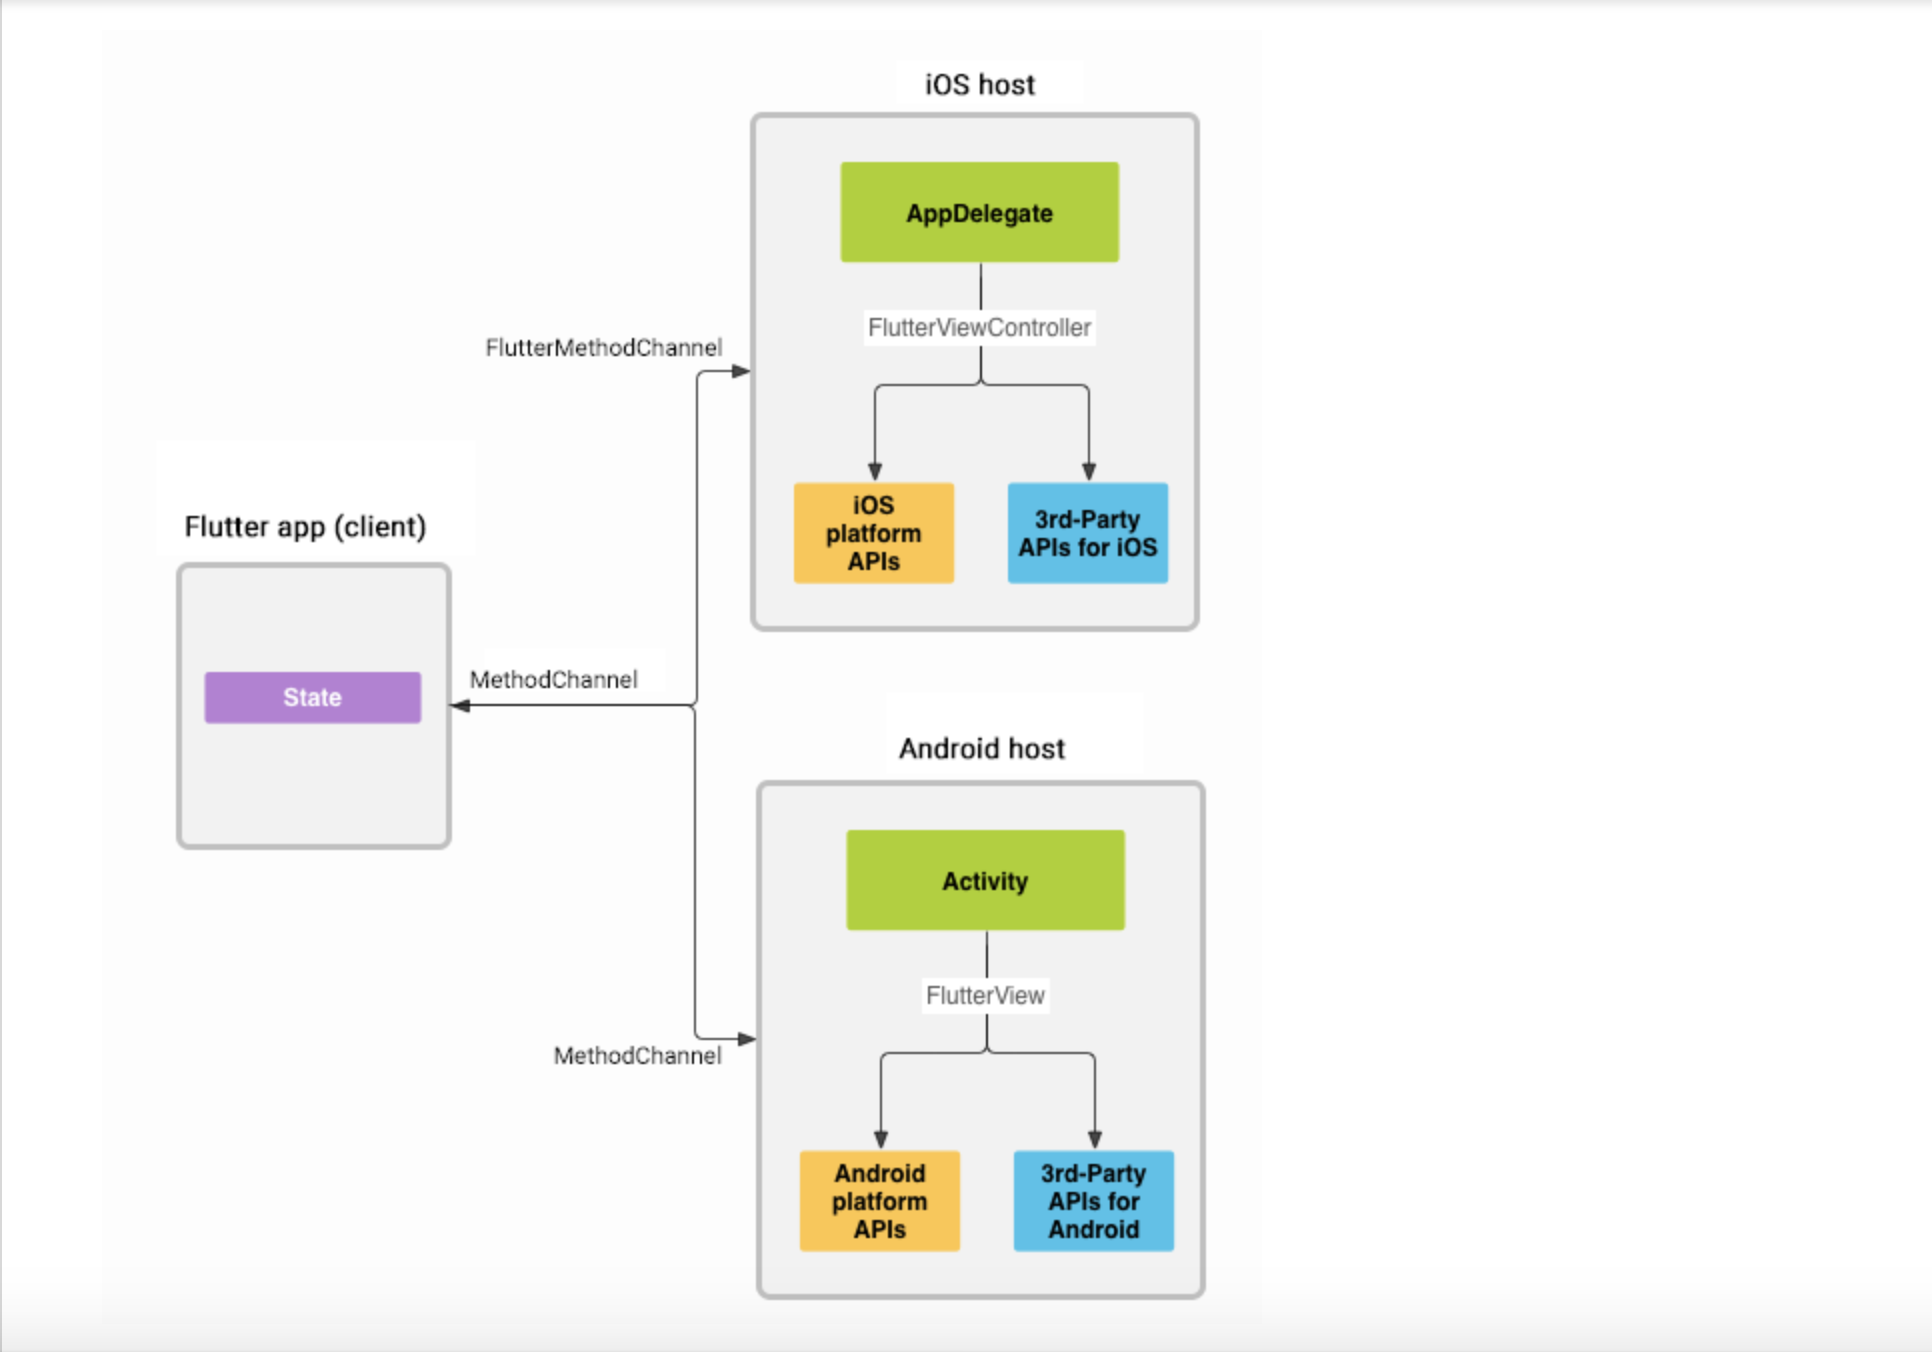 iOS host
AppDelegate
FlutterViewController
FlutterMethodChannel
iOS
platform
APIs
3rd-Party
APIs for iOS
Flutter app (client)
State
MethodChannel
Android host
Activity
FlutterView
MethodChannel
Android
platform
APIs
3rd-Party
APIs for
Android